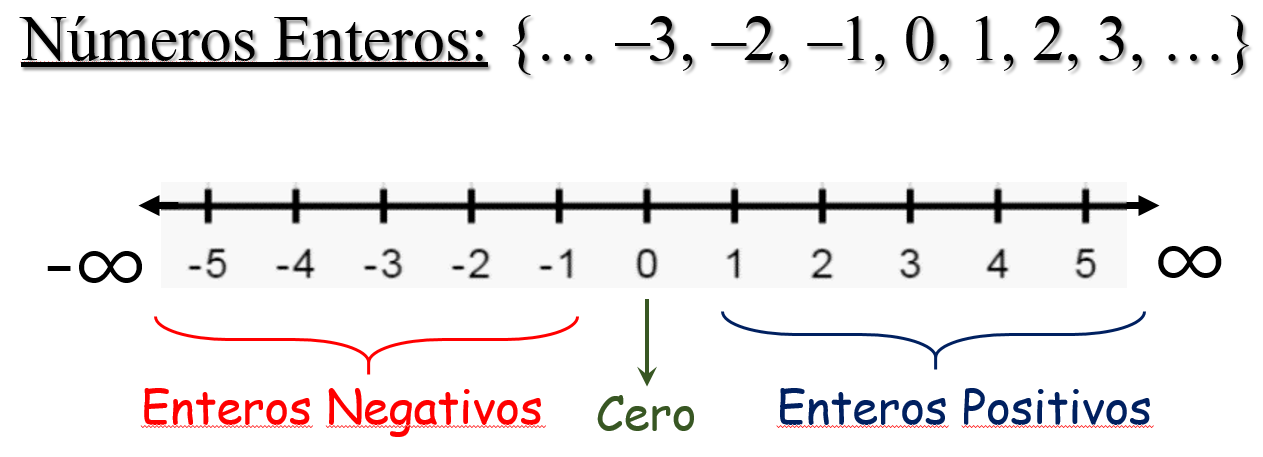 Números Enteros: {… –3, –2, –1, 0, 1, 2, 3, …}
-∞ -5 -4 -3 -2 -1 0 1 2 3 4 5 ∞
Enteros Negativos Cero Enteros Positivos